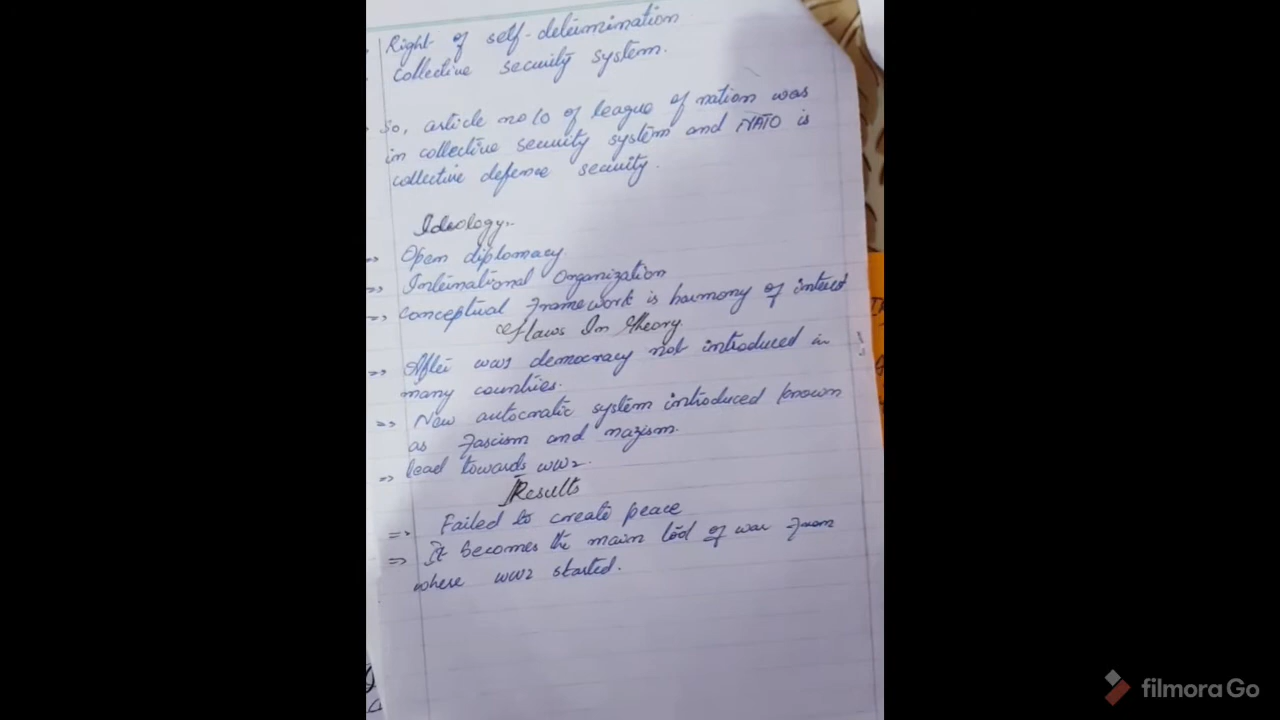 Right of self-determination
collective security system.
So, article no 10 of league of nation was
in collective security system and NATO is
collective defence security.
Ideology:-
=> Open diplomacy
=> International Organization
=> conceptual Framework is harmony of interest
Flaws In theory
=> After ww1 democracy not introduced in
many countries.
=> New autocratic system introduced known
as Fascism and nazism.
=> lead towards ww2.
Results
=> Failed to create peace
=> It becomes the main of war from
where ww2 started.
filmoraGo